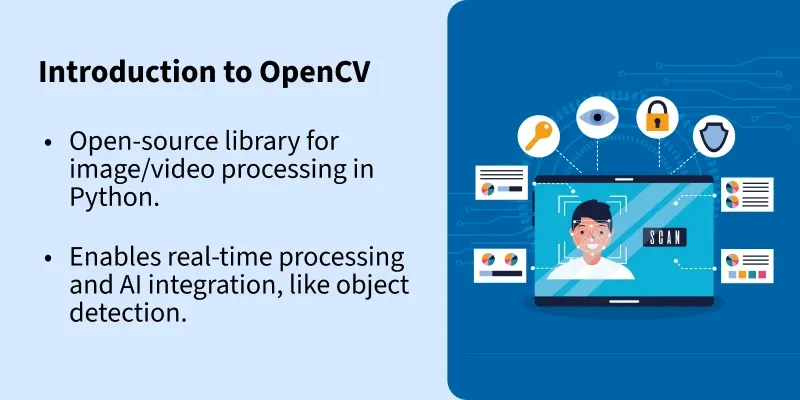 Introduction to OpenCV
• Open-source library for
image/video processing in
Python.
• Enables real-time processing
and AI integration, like object
detection.
SCAN